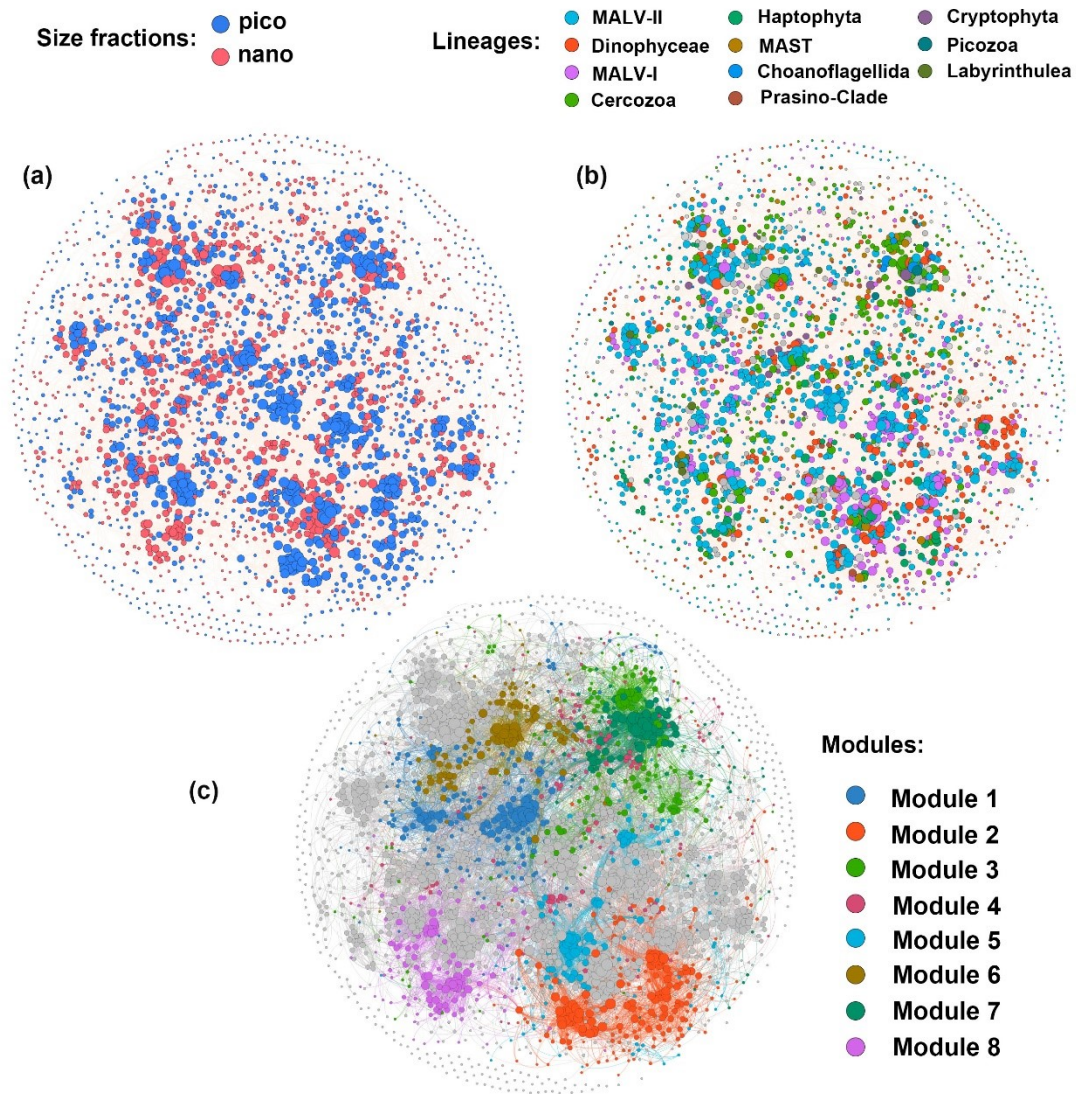 Size fractions:
pico
nano
Lineages:
MALV-II
Dinophyceae
MALV-I
Cercozoa
Haptophyta
MAST
Choanoflagellida
Prasino-Clade
Cryptophyta
Picozoa
Labyrinthulea
(a)
(b)
(c)
Modules:
Module 1
Module 2
Module 3
Module 4
Module 5
Module 6
Module 7
Module 8